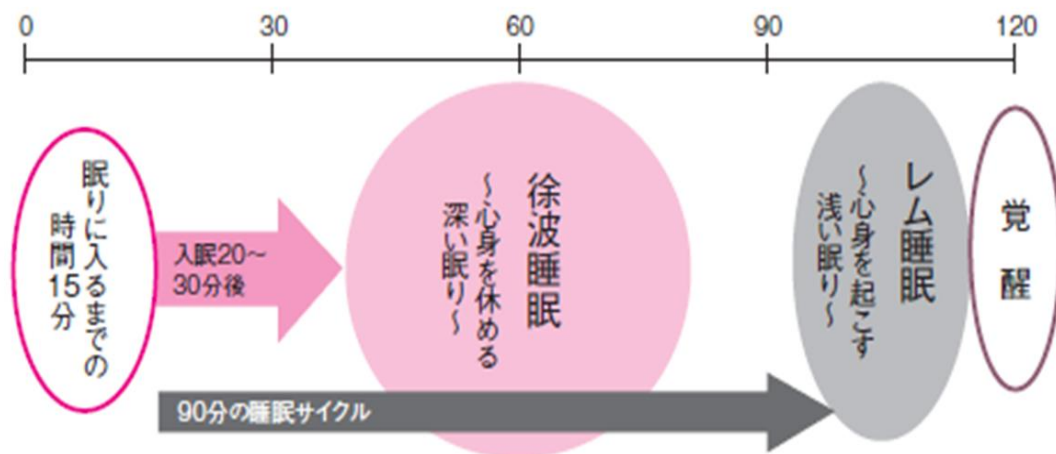 0
30
60
90
120
眠りに入るまでの
時間15分
入眠20～
30分後
徐波睡眠
～心身を休める
深い眠り～
レム睡眠
～心身を起こす
浅い眠り～
覚醒
90分の睡眠サイクル